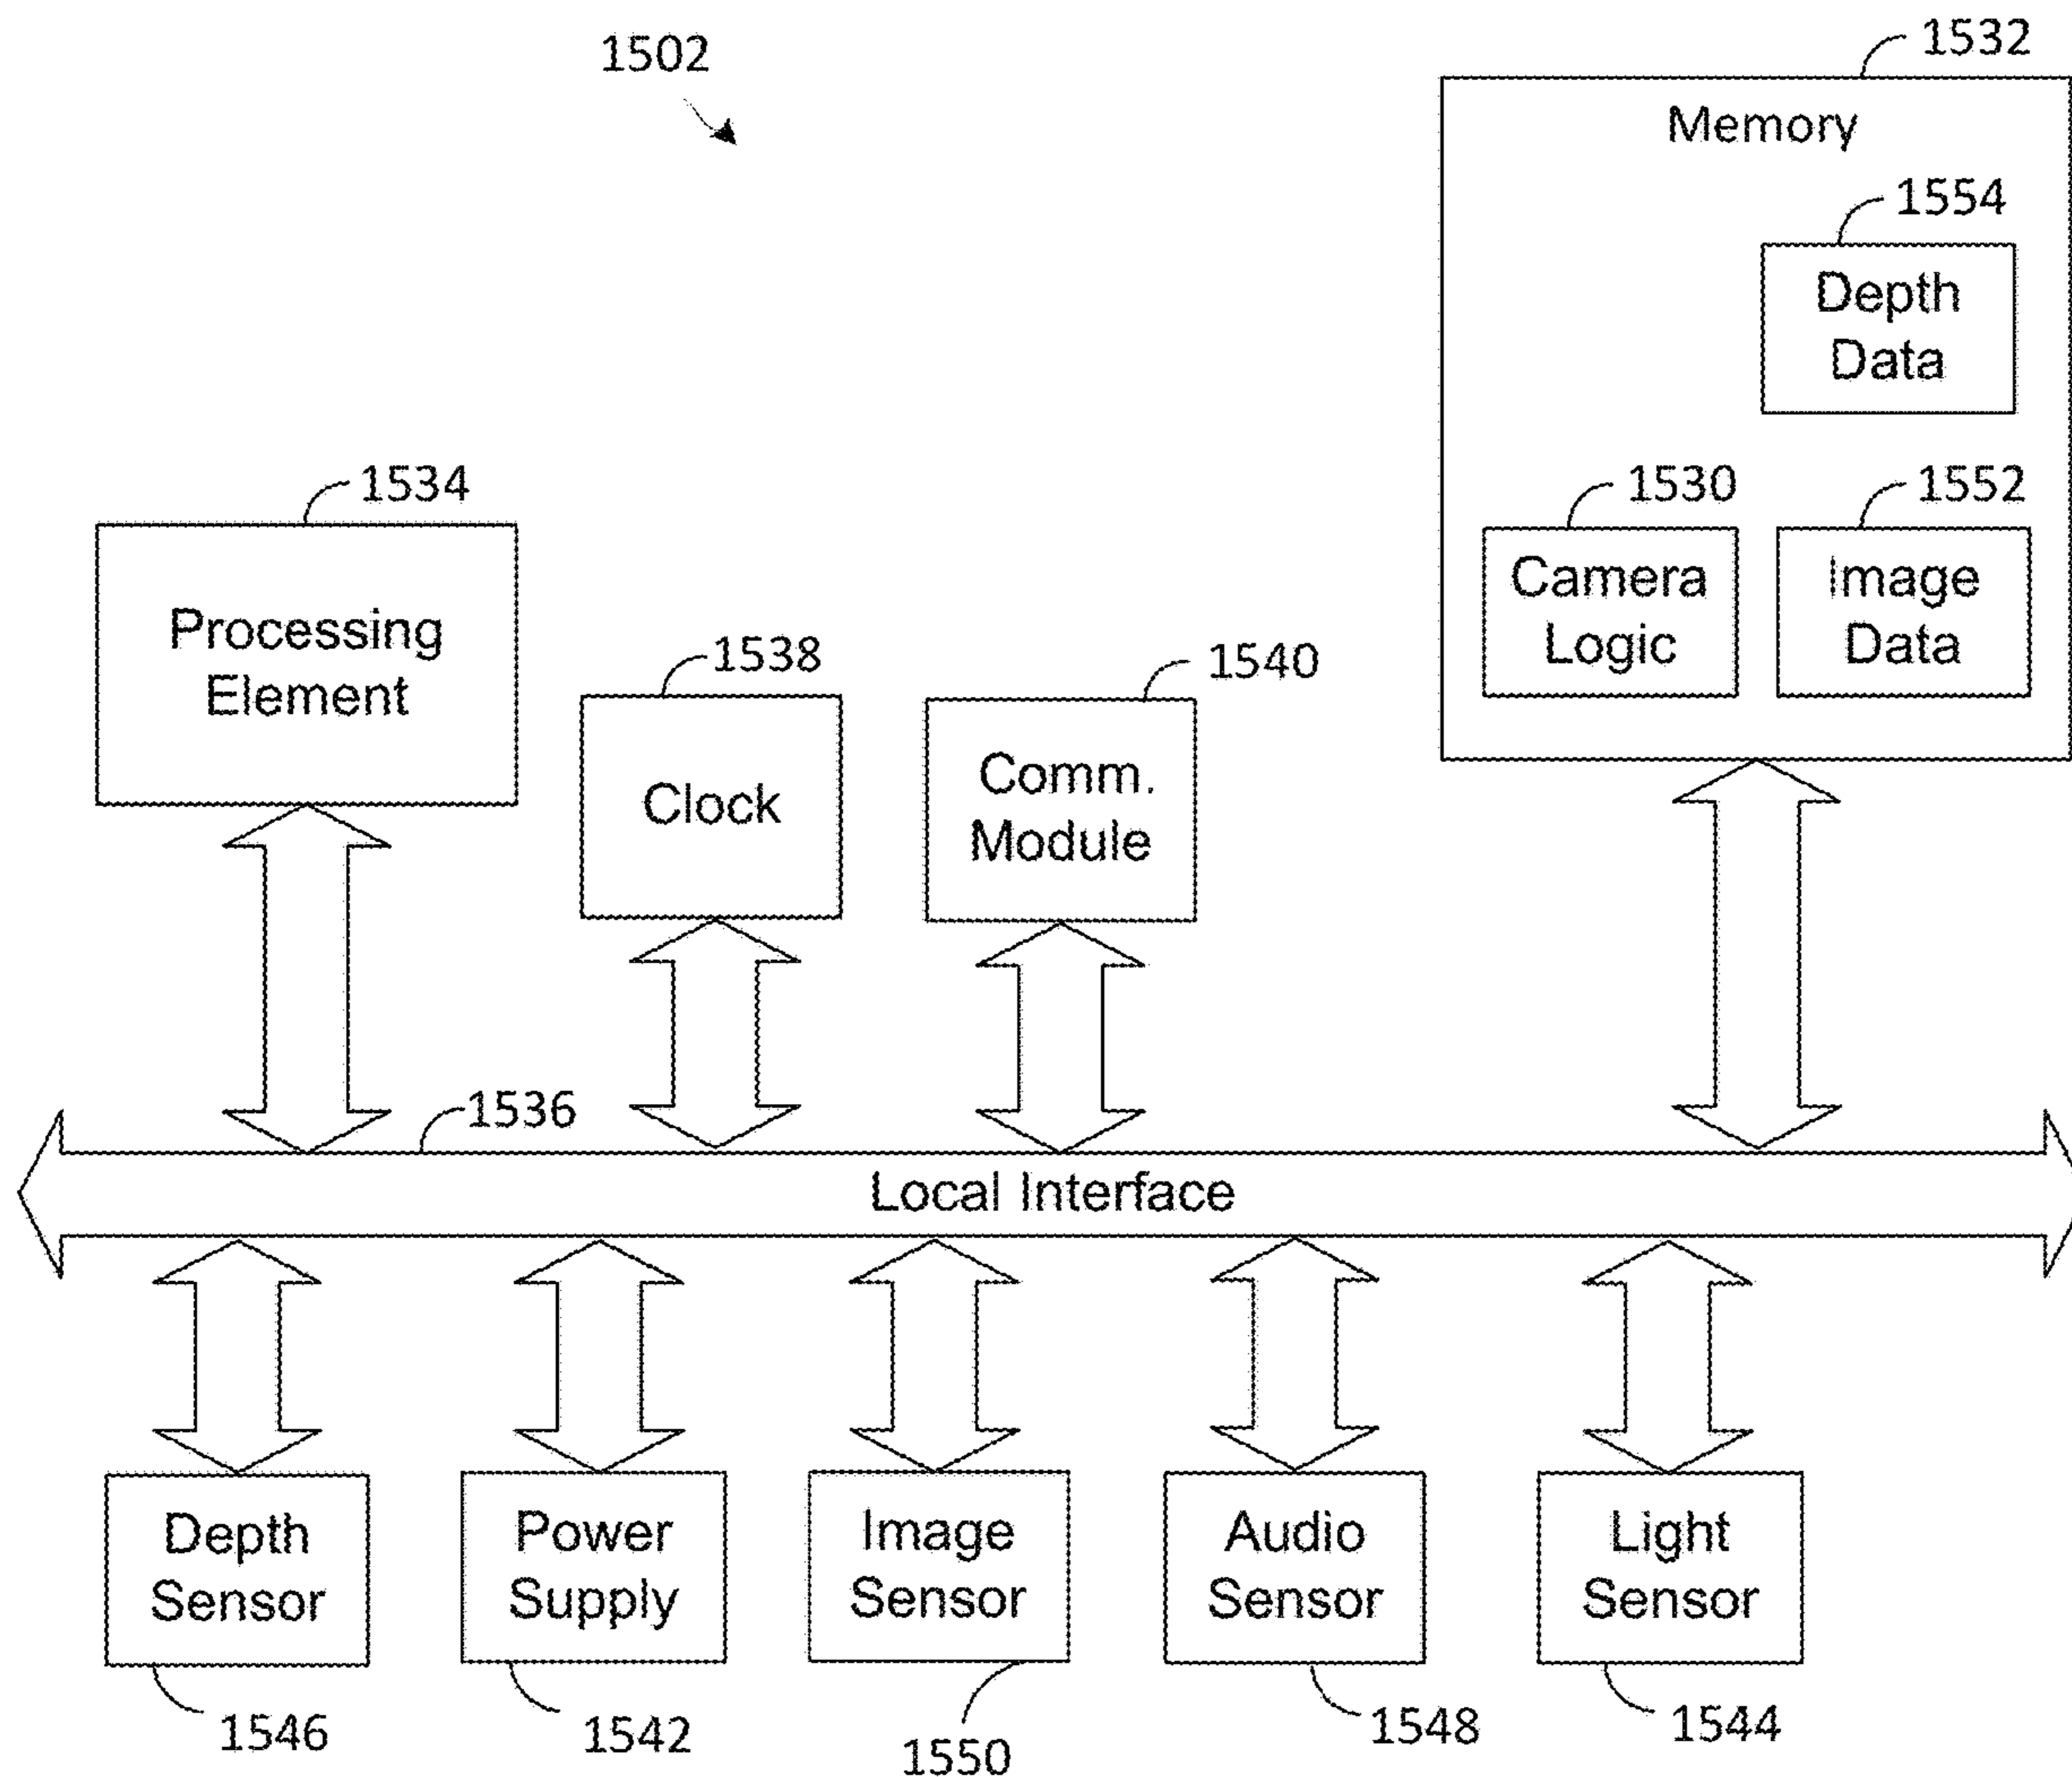 1502
1532
Memory
1554
Depth
Data
1534
1530
1552
Processing
Element
Camera
Logic
Image
Data
1538
1540
Clock
Comm.
Module
1536
Local Interface
Depth
Sensor
Power
Supply
Image
Sensor
Audio
Sensor
Light
Sensor
1546
1542
1550
1548
1544